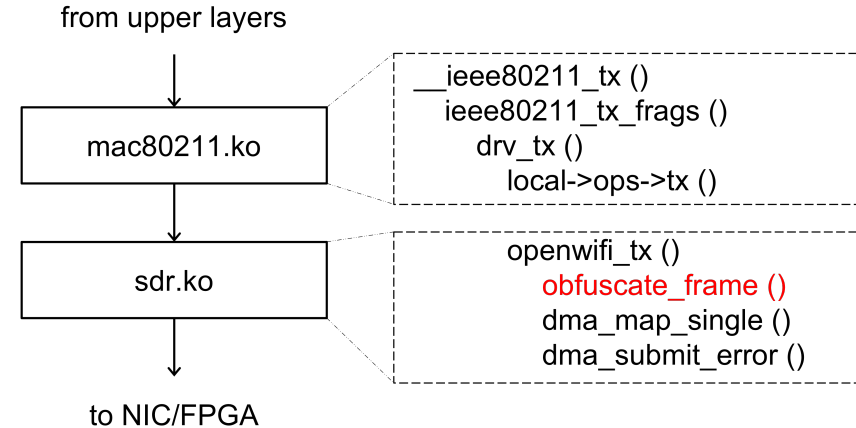 from upper layers
mac80211.ko
__ieee80211_tx ()
ieee80211_tx_frags ()
drv_tx ()
local->ops->tx ()
sdr.ko
openwifi_tx ()
obfuscate_frame ()
dma_map_single ()
dma_submit_error ()
to NIC/FPGA